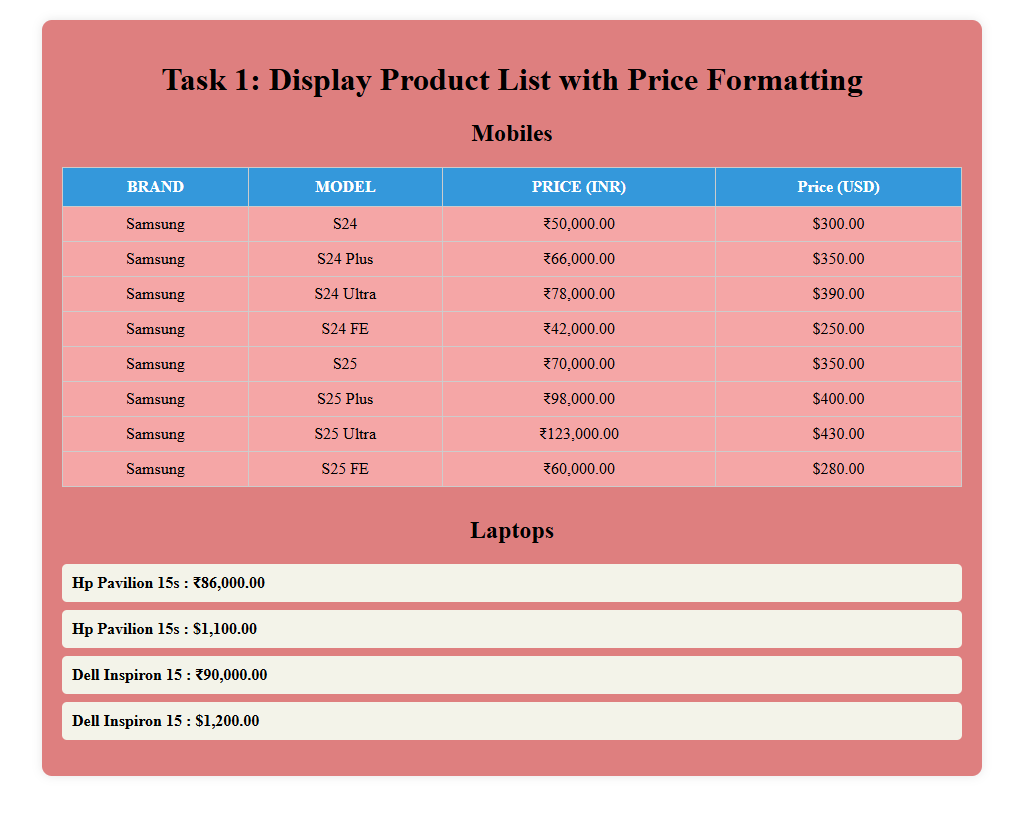 Task 1: Display Product List with Price Formatting
Mobiles
BRAND MODEL PRICE (INR) Price (USD)
Samsung S24 ₹50,000.00 $300.00
Samsung S24 Plus ₹66,000.00 $350.00
Samsung S24 Ultra ₹78,000.00 $390.00
Samsung S24 FE ₹42,000.00 $250.00
Samsung S25 ₹70,000.00 $350.00
Samsung S25 Plus ₹98,000.00 $400.00
Samsung S25 Ultra ₹123,000.00 $430.00
Samsung S25 FE ₹60,000.00 $280.00
Laptops
Hp Pavilion 15s : ₹86,000.00
Hp Pavilion 15s : $1,100.00
Dell Inspiron 15 : ₹90,000.00
Dell Inspiron 15 : $1,200.00